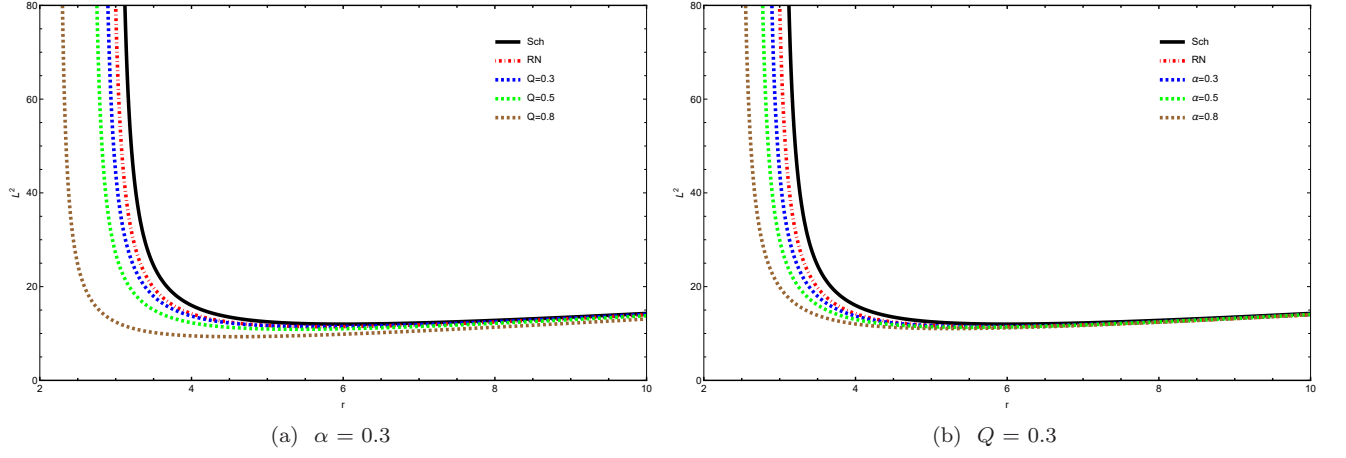 80
60
40
20
0
L²
2
4
6
8
10
r
Sch
RN
Q=0.3
Q=0.5
Q=0.8
(a) α = 0.3
80
60
40
20
0
L²
2
4
6
8
10
r
Sch
RN
α=0.3
α=0.5
α=0.8
(b) Q = 0.3